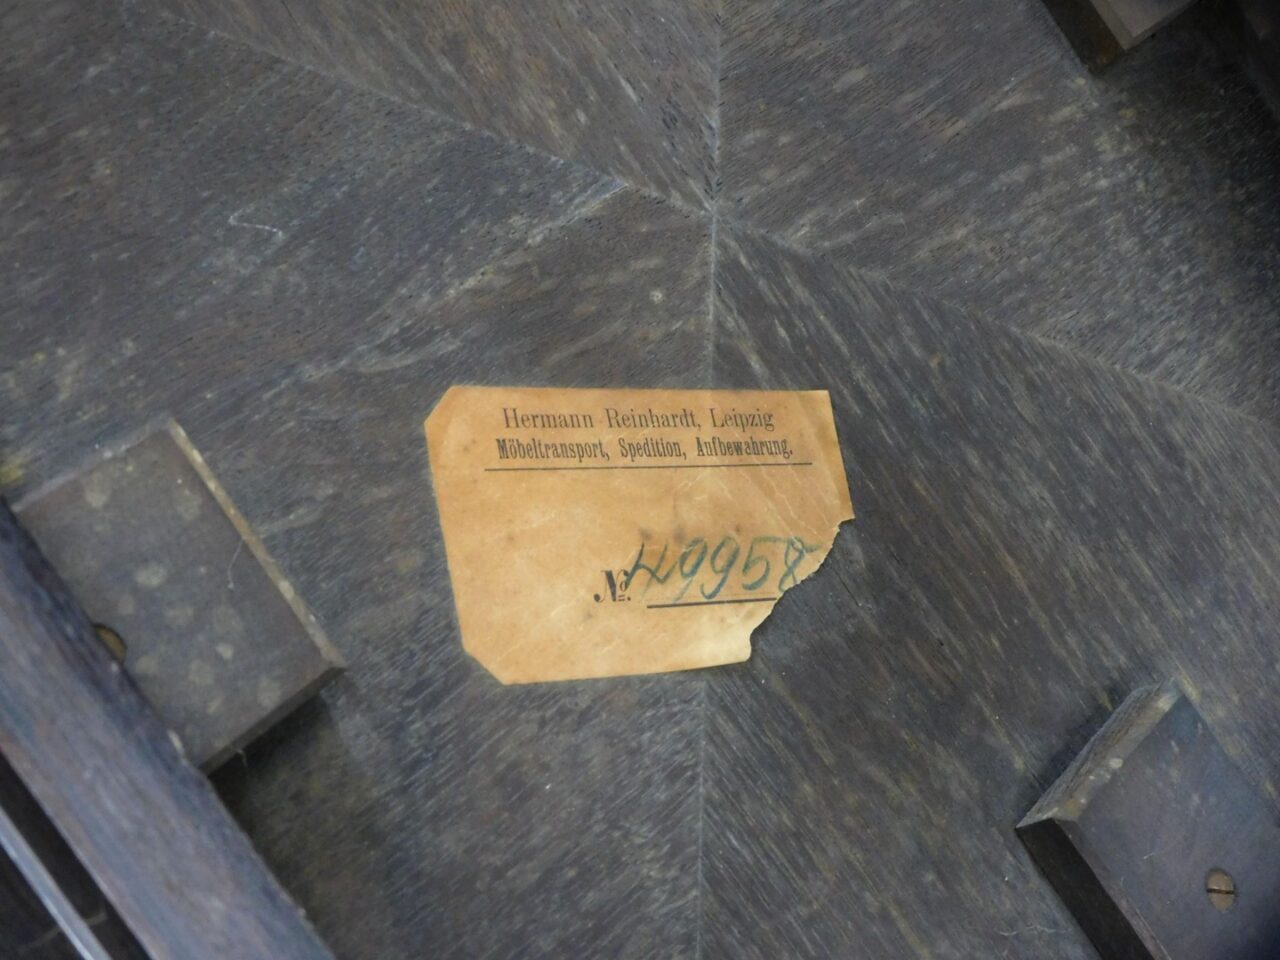 Hermann Reinhardt, Leipzig
Möbeltransport, Spedition, Aufbewahrung.
№. 49958